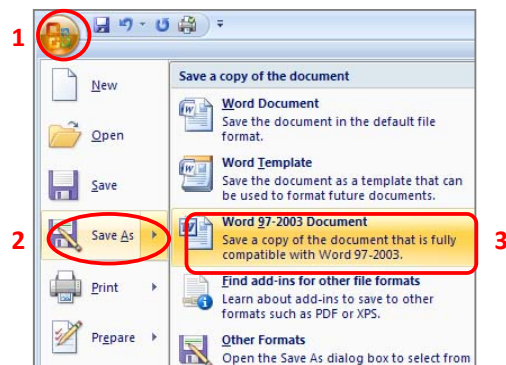 1
New
Open
Save
2
Save As
Print
Prepare
Save a copy of the document
Word Document
Save the document in the default file
format.
Word Template
Save the document as a template that can
be used to format future documents.
Word 97-2003 Document
Save a copy of the document that is fully
compatible with Word 97-2003.
3
Find add-ins for other file formats
Learn about add-ins to save to other
formats such as PDF or XPS.
Other Formats
Open the Save As dialog box to select from